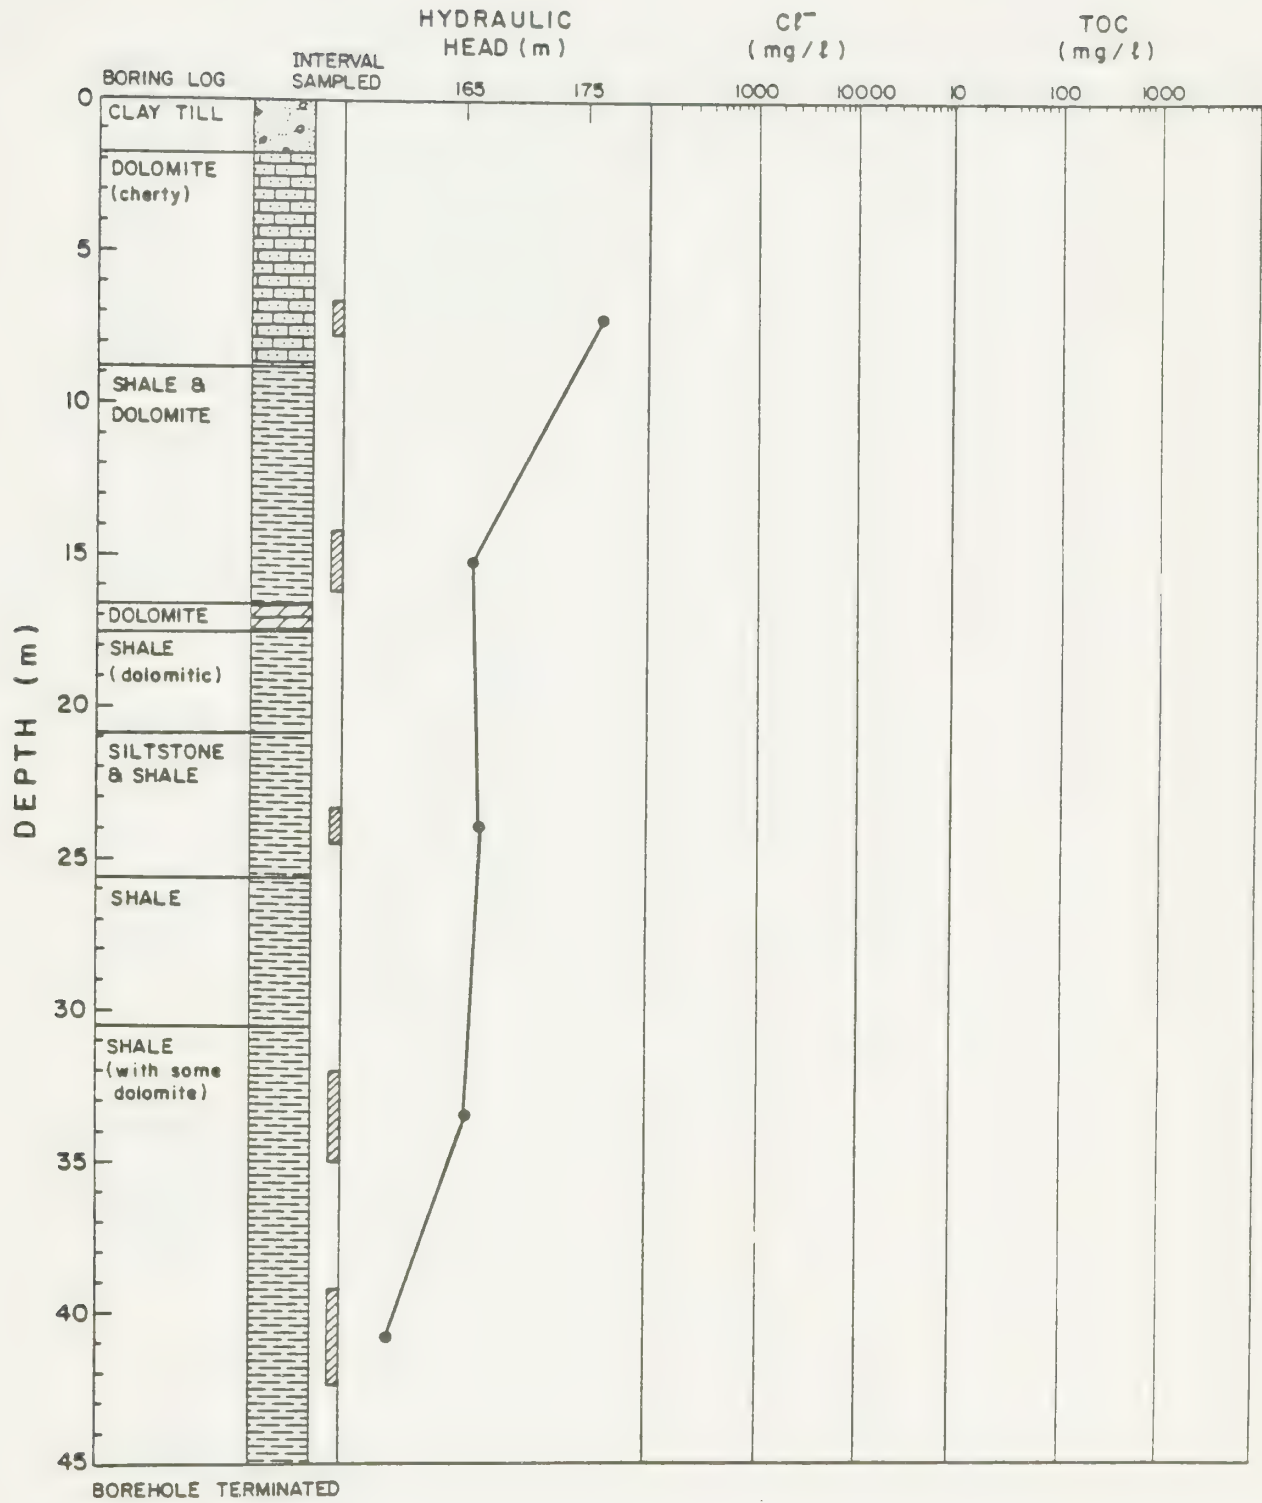 HYDRAULIC
HEAD (m)
Cl⁻
(mg/l)
TOC
(mg/l)
BORING LOG
INTERVAL
SAMPLED
165 175 1000 100000 10 100 1000
0
CLAY TILL
DOLOMITE
(cherty)
5
SHALE &
DOLOMITE
10
15
DOLOMITE
SHALE
(dolomitic)
20
SILTSTONE
& SHALE
25
SHALE
30
SHALE
(with some
dolomite)
35
40
45
DEPTH (m)
BOREHOLE TERMINATED